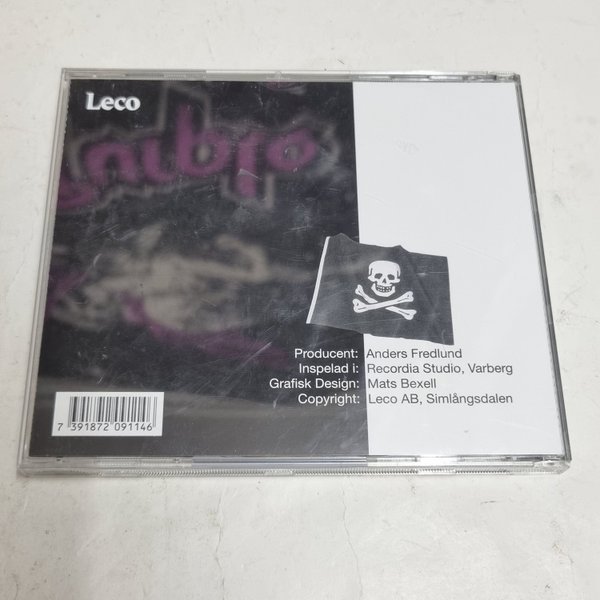 Leco
Producent: Anders Fredlund
Inspelad i: Recordia Studio, Varberg
Grafisk Design: Mats Bexell
Copyright: Leco AB, Simlångsdalen
7 391872 091146